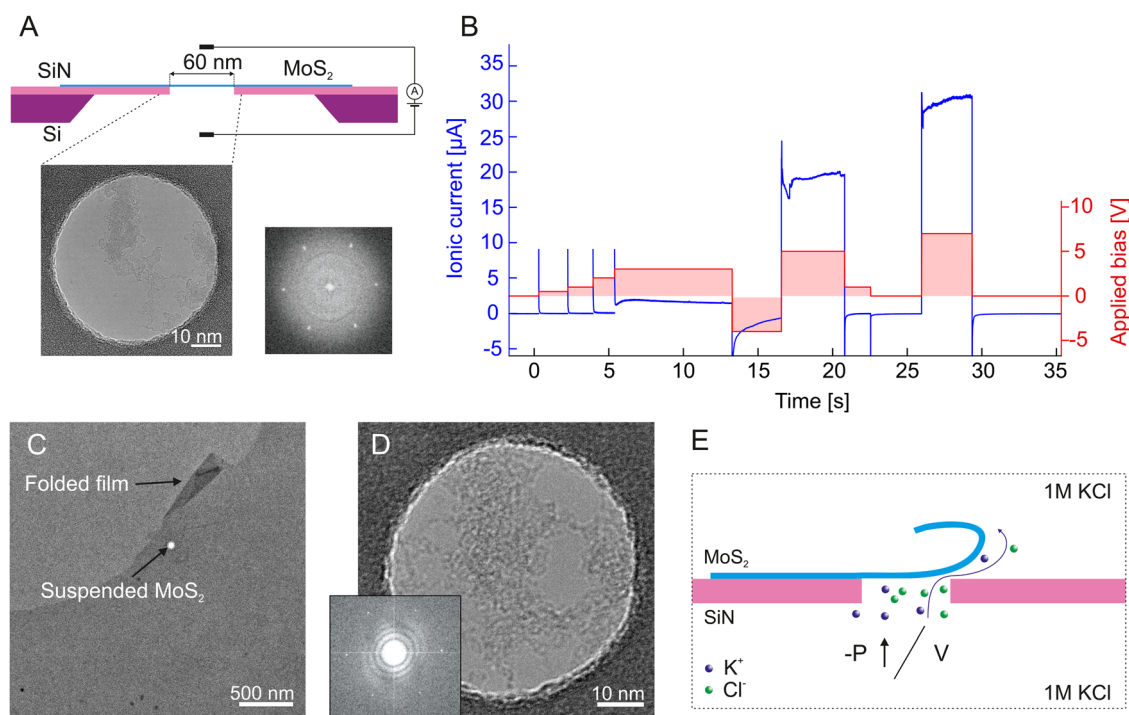 A
60 nm
SiN
MoS₂
A
Si
10 nm
B
Ionic current [µA]
35
30
25
20
15
10
5
0
-5
10
5
0
-5
Applied bias [V]
0
5
10
15
20
25
30
35
Time [s]
C
Folded film
Suspended MoS₂
500 nm
D
10 nm
E
1M KCl
MoS₂
SiN
-P
V
K⁺
Cl⁻
1M KCl